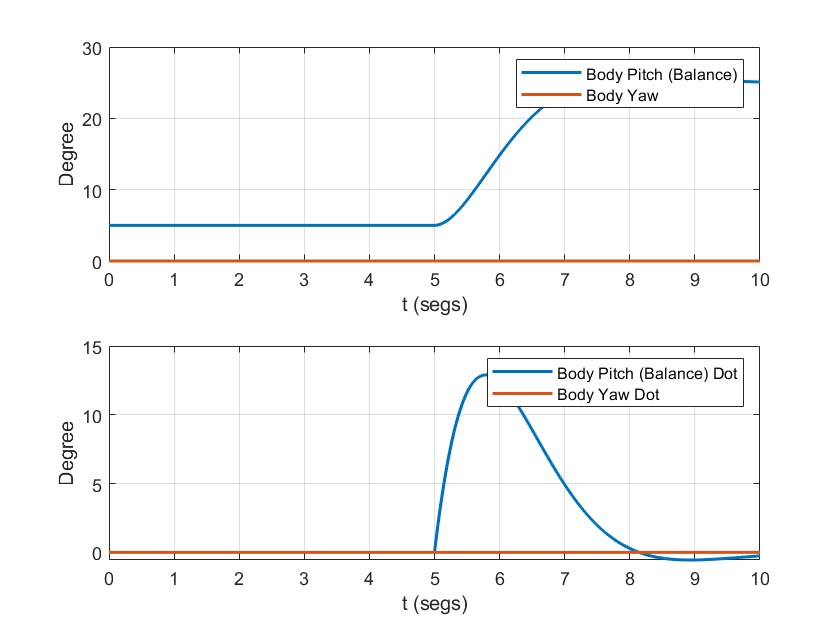 30
20
10
0
Degree
Body Pitch (Balance)
Body Yaw
0 1 2 3 4 5 6 7 8 9 10
t (segs)
15
10
5
0
Degree
Body Pitch (Balance) Dot
Body Yaw Dot
0 1 2 3 4 5 6 7 8 9 10
t (segs)